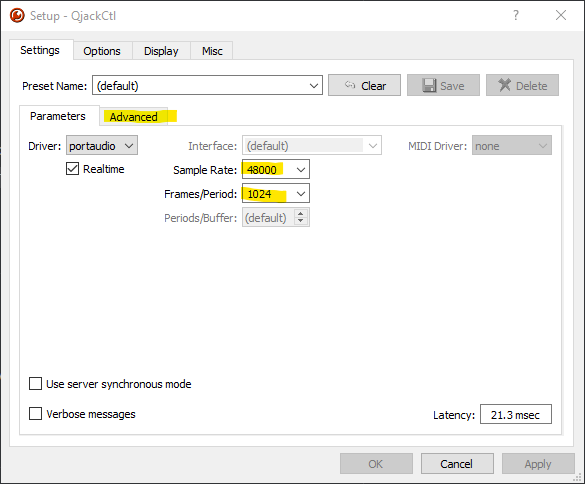 Setup - QjackCtl ?
Settings Options Display Misc
Preset Name: (default) Clear Save Delete
Parameters Advanced
Driver: portaudio Interface: (default) MIDI Driver: none
Realtime Sample Rate: 48000
Frames/Period: 1024
Periods/Buffer: (default)
Use server synchronous mode
Verbose messages Latency: 21.3 msec
OK Cancel Apply